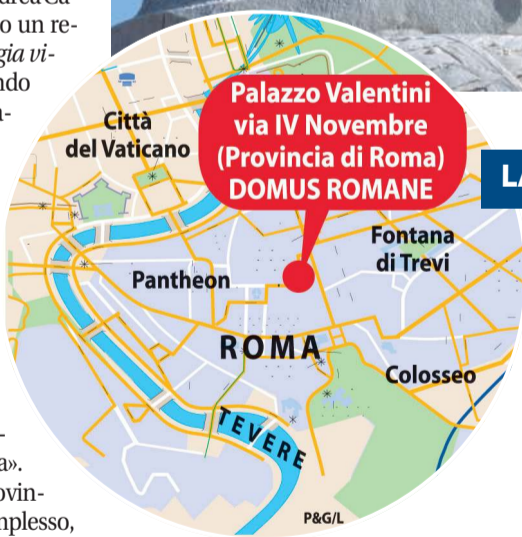 o un re-
gia vi-
ndo
Palazzo Valentini
via IV Novembre
(Provincia di Roma)
DOMUS ROMANE
LA
Città
del Vaticano
Fontana
di Trevi
Pantheon
ROMA
Colosseo
TEVERE
P&G/L
a».
ovin-
mplesso,